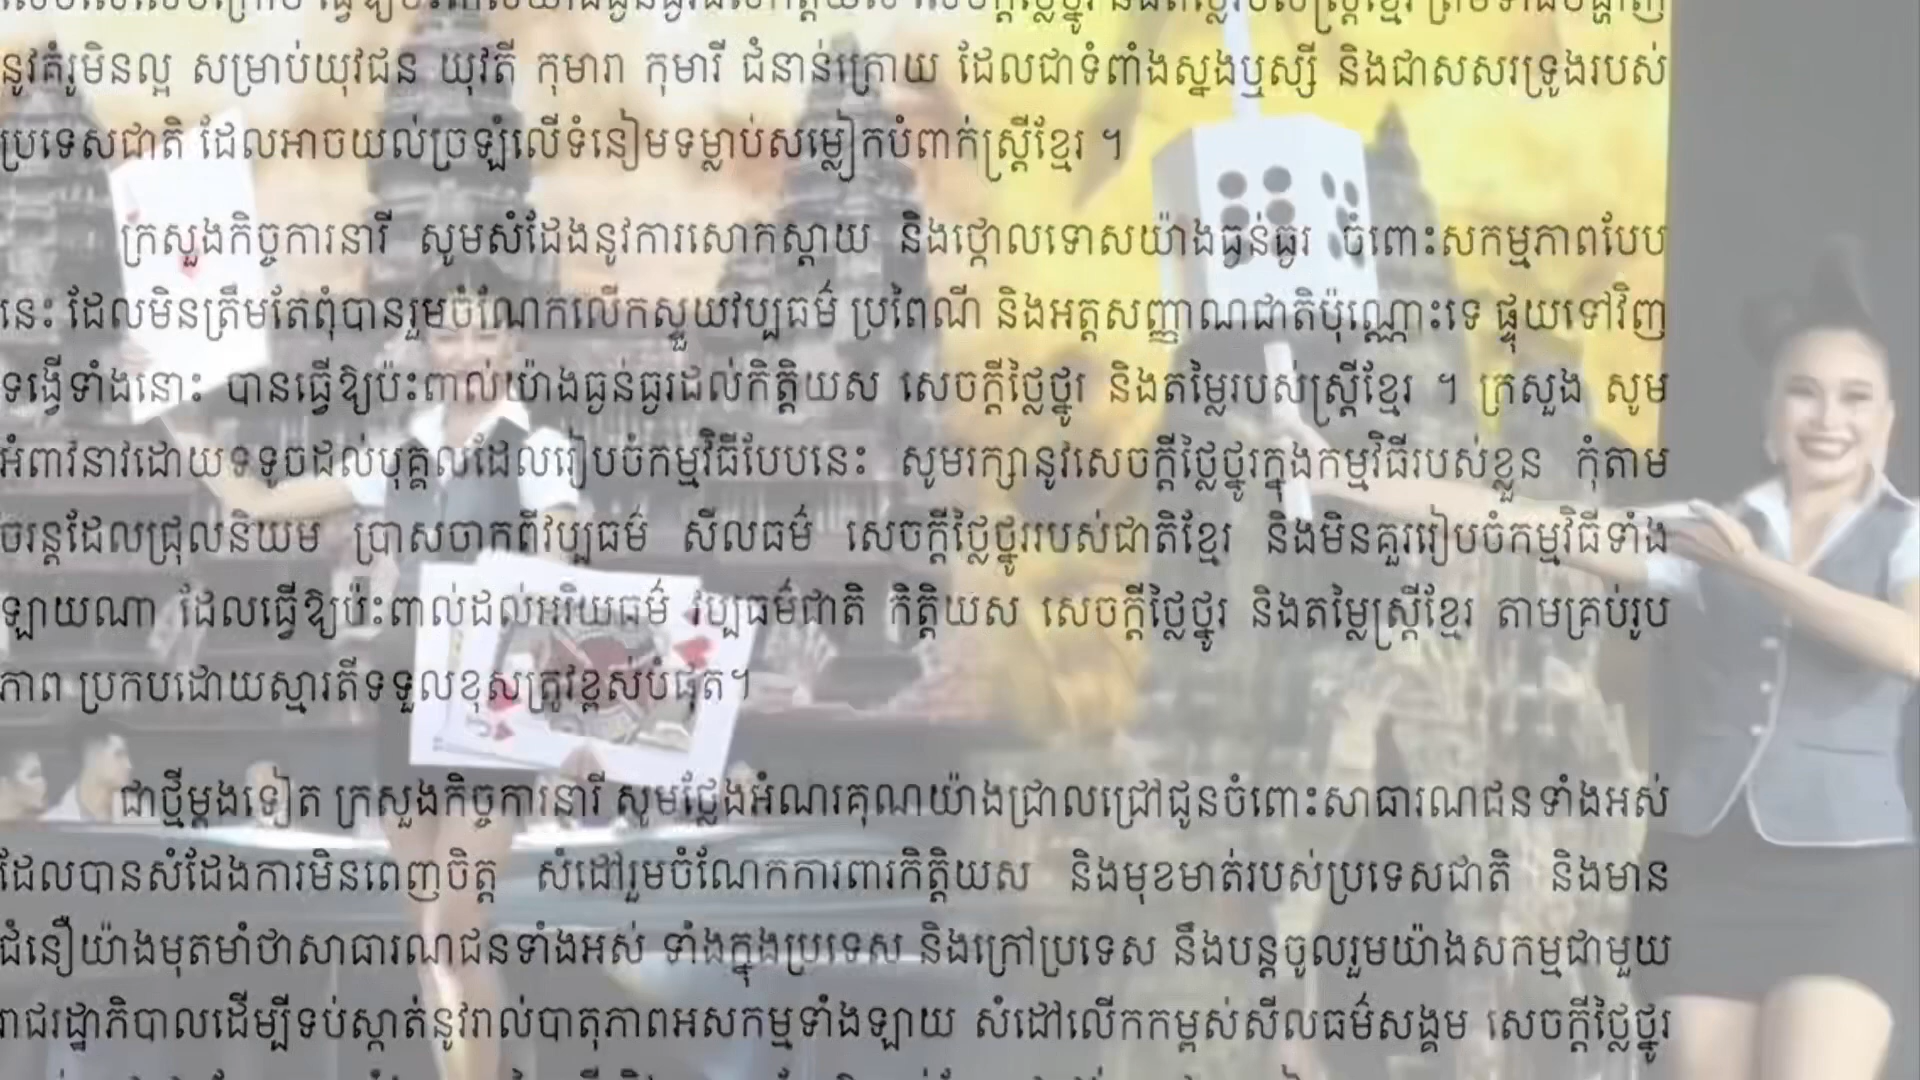 នូវគំរូមិនល្អ សម្រាប់យុវជន យុវតី កុមារា កុមារី ជំនាន់ក្រោយ ដែលជាទំពាំងស្នងឬស្សី និងជាសសរទ្រូងរបស់
ប្រទេសជាតិ ដែលអាចយល់ច្រឡំលើទំនៀមទម្លាប់សម្លៀកបំពាក់ស្ត្រីខ្មែរ ។
ក្រសួងកិច្ចការនារី សូមសំដែងនូវការសោកស្តាយ និងថ្កោលទោសយ៉ាងធ្ងន់ធ្ងរ ចំពោះសកម្មភាពបែប
នេះ ដែលមិនត្រឹមតែពុំបានរួមចំណែកលើកស្ទួយវប្បធម៌ ប្រពៃណី និងអត្តសញ្ញាណជាតិប៉ុណ្ណោះទេ ផ្ទុយទៅវិញ
ទង្វើទាំងនោះ បានធ្វើឱ្យប៉ះពាល់យ៉ាងធ្ងន់ធ្ងរដល់កិត្តិយស សេចក្តីថ្លៃថ្នូរ និងតម្លៃរបស់ស្ត្រីខ្មែរ ។ ក្រសួង សូម
អំពាវនាវដោយទទូចដល់បុគ្គលដែលរៀបចំកម្មវិធីបែបនេះ សូមរក្សានូវសេចក្តីថ្លៃថ្នូរក្នុងកម្មវិធីរបស់ខ្លួន កុំតាម
ចរន្តដែលជ្រុលនិយម ប្រាសចាកពីវប្បធម៌ សីលធម៌ សេចក្តីថ្លៃថ្នូររបស់ជាតិខ្មែរ និងមិនគួររៀបចំកម្មវិធីទាំង
ឡាយណា ដែលធ្វើឱ្យប៉ះពាល់ដល់អរិយធម៌ វប្បធម៌ជាតិ កិត្តិយស សេចក្តីថ្លៃថ្នូរ និងតម្លៃស្ត្រីខ្មែរ តាមគ្រប់រូប
ភាព ប្រកបដោយស្មារតីទទួលខុសត្រូវខ្ពស់បំផុត។
ជាថ្មីម្តងទៀត ក្រសួងកិច្ចការនារី សូមថ្លែងអំណរគុណយ៉ាងជ្រាលជ្រៅជូនចំពោះសាធារណជនទាំងអស់
ដែលបានសំដែងការមិនពេញចិត្ត សំដៅរួមចំណែកការពារកិត្តិយស និងមុខមាត់របស់ប្រទេសជាតិ និងមាន
ជំនឿយ៉ាងមុតមាំថាសាធារណជនទាំងអស់ ទាំងក្នុងប្រទេស និងក្រៅប្រទេស នឹងបន្តចូលរួមយ៉ាងសកម្មជាមួយ
រាជរដ្ឋាភិបាលដើម្បីទប់ស្កាត់នូវរាល់បាតុភាពអសកម្មទាំងឡាយ សំដៅលើកកម្ពស់សីលធម៌សង្គម សេចក្តីថ្លៃថ្នូរ